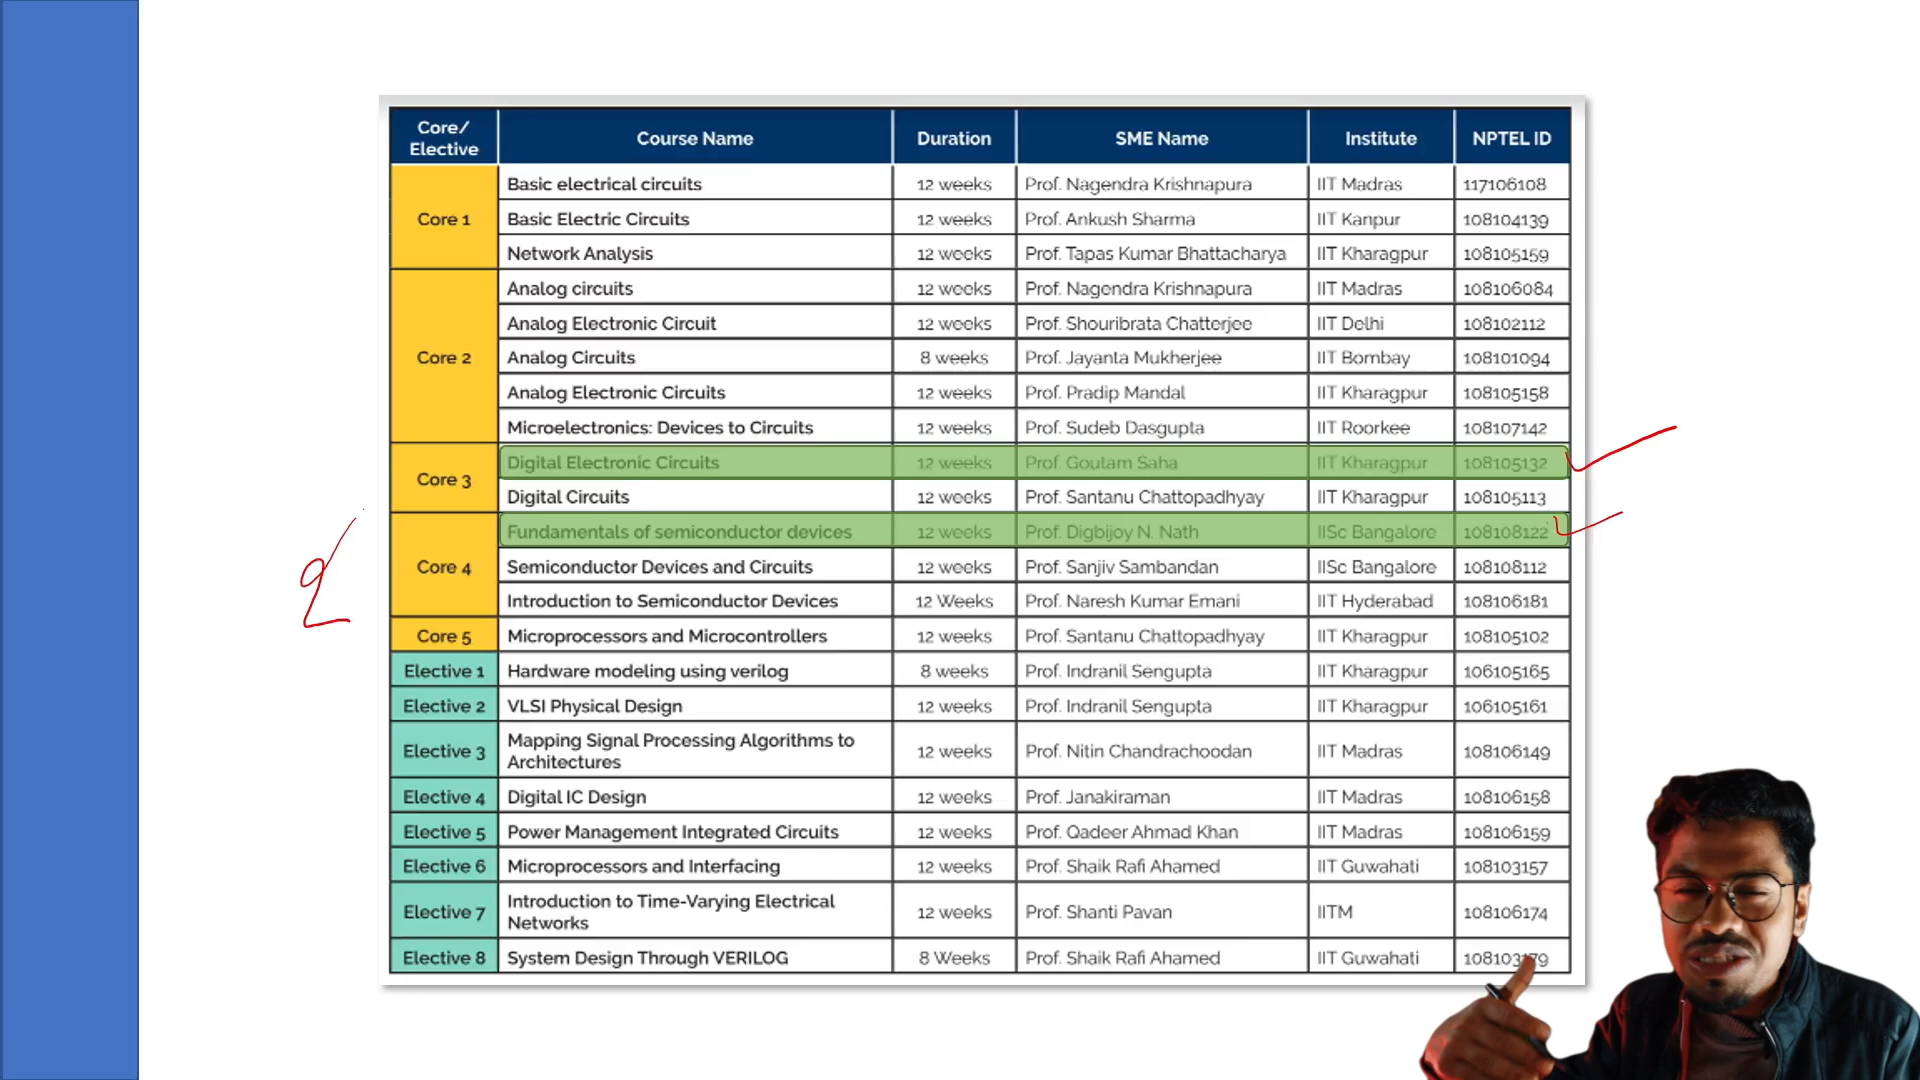 Core/ Elective Course Name Duration SME Name Institute NPTEL ID
Core 1
Basic electrical circuits 12 weeks Prof. Nagendra Krishnapura IIT Madras 117106108
Basic Electric Circuits 12 weeks Prof. Ankush Sharma IIT Kanpur 108104139
Network Analysis 12 weeks Prof. Tapas Kumar Bhattacharya IIT Kharagpur 108105159
Core 2
Analog circuits 12 weeks Prof. Nagendra Krishnapura IIT Madras 108106084
Analog Electronic Circuit 12 weeks Prof. Shouribrata Chatterjee IIT Delhi 108102112
Analog Circuits 8 weeks Prof. Jayanta Mukherjee IIT Bombay 108101094
Analog Electronic Circuits 12 weeks Prof. Pradip Mandal IIT Kharagpur 108105158
Microelectronics: Devices to Circuits 12 weeks Prof. Sudeb Dasgupta IIT Roorkee 108107142
Core 3
Digital Electronic Circuits 12 weeks Prof. Goutam Saha IIT Kharagpur 108105132
Digital Circuits 12 weeks Prof. Santanu Chattopadhyay IIT Kharagpur 108105113
Core 4
Fundamentals of semiconductor devices 12 weeks Prof. Digbijoy N. Nath IISc Bangalore 108108122
Semiconductor Devices and Circuits 12 weeks Prof. Sanjiv Sambandan IISc Bangalore 108108112
Introduction to Semiconductor Devices 12 Weeks Prof. Naresh Kumar Emani IIT Hyderabad 108106181
Core 5 Microprocessors and Microcontrollers 12 weeks Prof. Santanu Chattopadhyay IIT Kharagpur 108105102
Elective 1 Hardware modeling using verilog 8 weeks Prof. Indranil Sengupta IIT Kharagpur 106105165
Elective 2 VLSI Physical Design 12 weeks Prof. Indranil Sengupta IIT Kharagpur 106105161
Elective 3 Mapping Signal Processing Algorithms to Architectures 12 weeks Prof. Nitin Chandrachoodan IIT Madras 108106149
Elective 4 Digital IC Design 12 weeks Prof. Janakiraman IIT Madras 108106158
Elective 5 Power Management Integrated Circuits 12 weeks Prof. Qadeer Ahmad Khan IIT Madras 108106159
Elective 6 Microprocessors and Interfacing 12 weeks Prof. Shaik Rafi Ahamed IIT Guwahati 108103157
Elective 7 Introduction to Time-Varying Electrical Networks 12 weeks Prof. Shanti Pavan IITM 108106174
Elective 8 System Design Through VERILOG 8 Weeks Prof. Shaik Rafi Ahamed IIT Guwahati